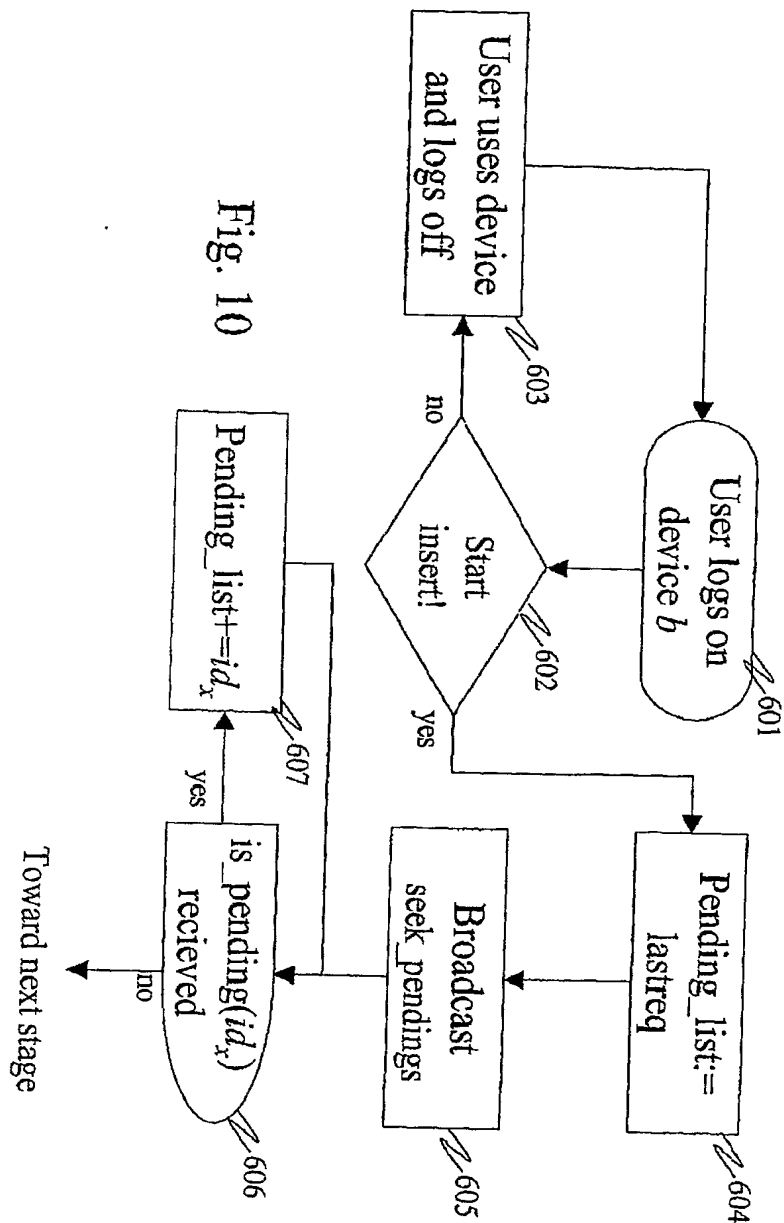 User logs on
device b
601
Start
insert!
602
no
yes
User uses device
and logs off
603
Pending_list:=
lastreq
604
Broadcast
seek_pendings
605
is_pending(idx)
recieved
606
yes
no
Pending_list+=idx
607
Toward next stage
Fig. 10